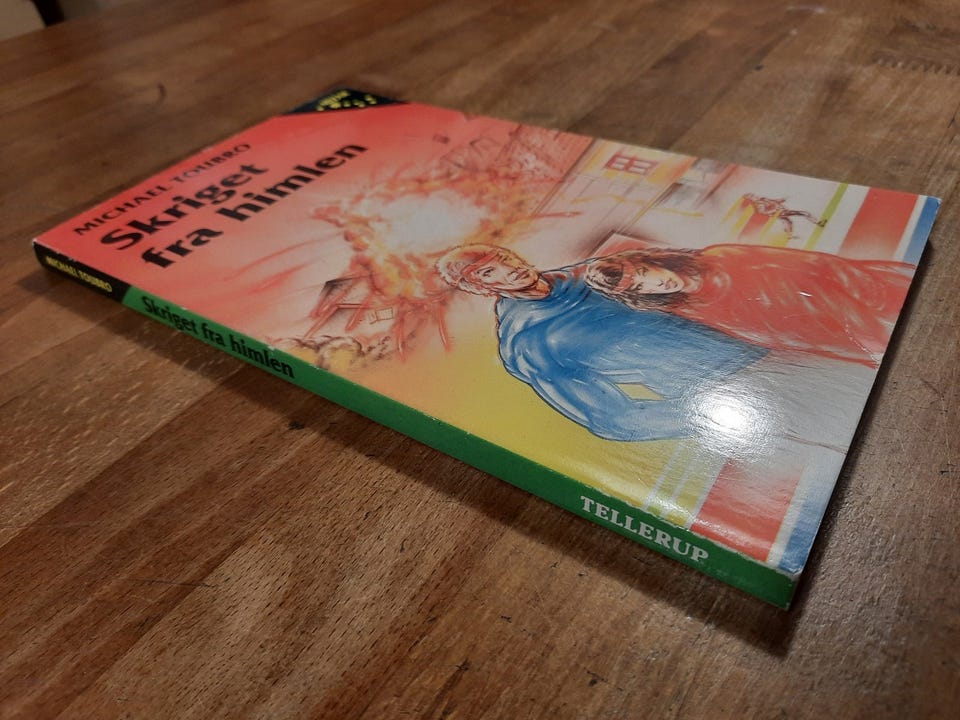 MICHAEL TOUBRO
Skriget
fra himlen
MICHAEL TOUBRO
Skriget fra himlen
TELLERUP